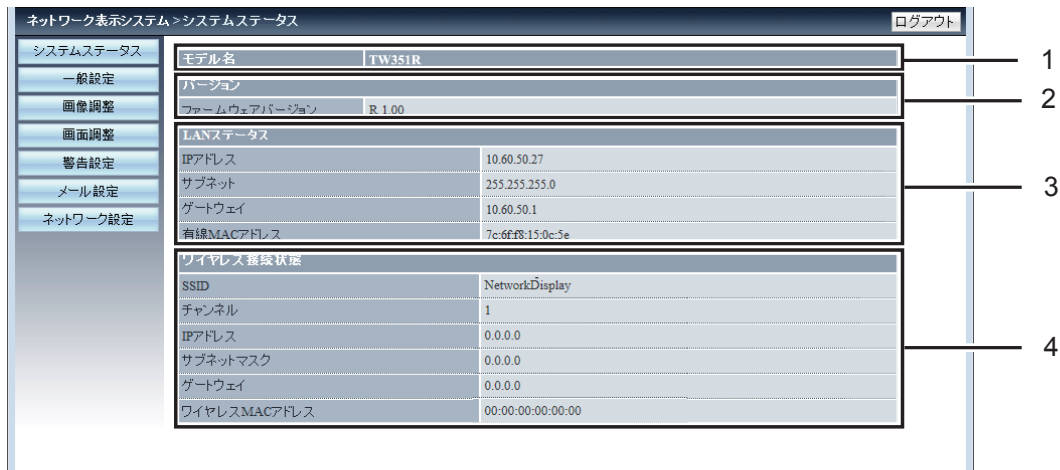 ネットワーク表示システム>システムステータス
ログアウト
システムステータス
一般設定
画像調整
画面調整
警告設定
メール設定
ネットワーク設定
モデル名 TW351R
1
バージョン
ファームウェアバージョン R 1.00
2
LANステータス
IPアドレス 10.60.50.27
サブネット 255.255.255.0
ゲートウェイ 10.60.50.1
有線MACアドレス 7c:6f:f8:15:0c:5e
3
ワイヤレス接続状態
SSID NetworkDisplay
チャンネル 1
IPアドレス 0.0.0.0
サブネットマスク 0.0.0.0
ゲートウェイ 0.0.0.0
ワイヤレスMACアドレス 00:00:00:00:00:00
4